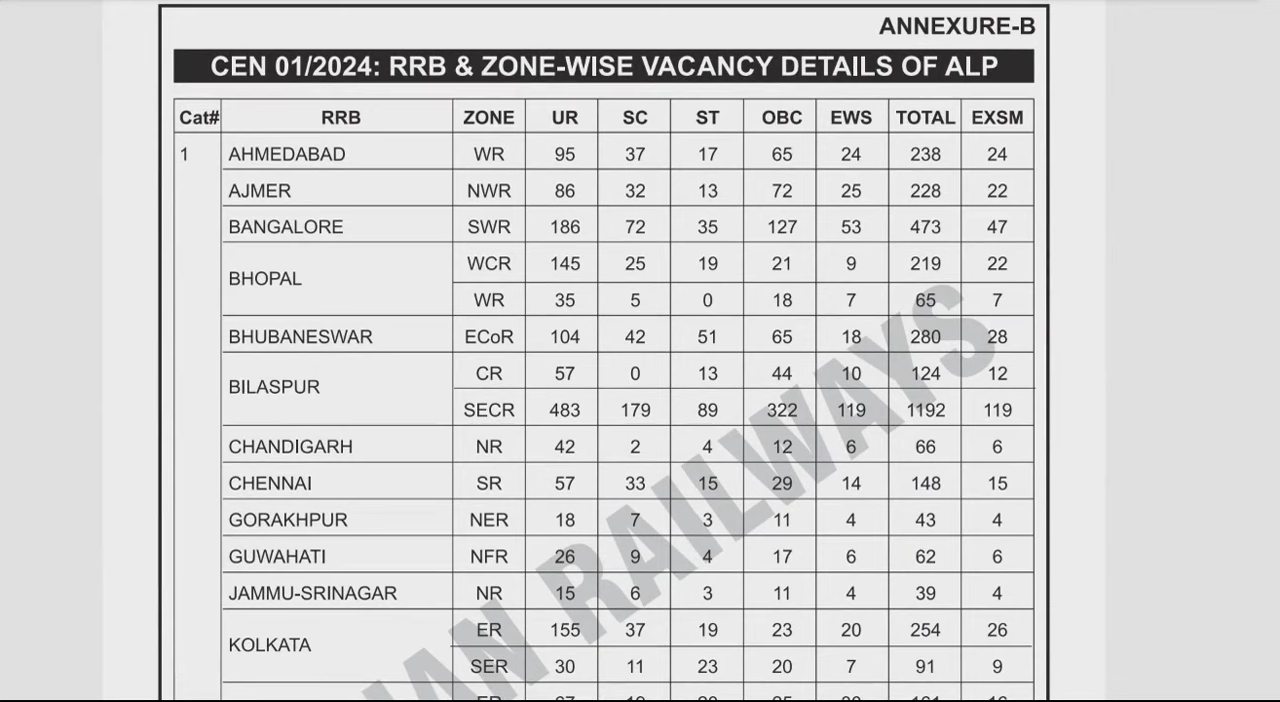 ANNEXURE-B
CEN 01/2024: RRB & ZONE-WISE VACANCY DETAILS OF ALP
Cat# RRB ZONE UR SC ST OBC EWS TOTAL EXSM
1 AHMEDABAD WR 95 37 17 65 24 238 24
AJMER NWR 86 32 13 72 25 228 22
BANGALORE SWR 186 72 35 127 53 473 47
BHOPAL WCR 145 25 19 21 9 219 22
WR 35 5 0 18 7 65 7
BHUBANESWAR ECoR 104 42 51 65 18 280 28
BILASPUR CR 57 0 13 44 10 124 12
SECR 483 179 89 322 119 1192 119
CHANDIGARH NR 42 2 4 12 6 66 6
CHENNAI SR 57 33 15 29 14 148 15
GORAKHPUR NER 18 7 3 11 4 43 4
GUWAHATI NFR 26 9 4 17 6 62 6
JAMMU-SRINAGAR NR 15 6 3 11 4 39 4
KOLKATA ER 155 37 19 23 20 254 26
SER 30 11 23 20 7 91 9
RAILWAYS